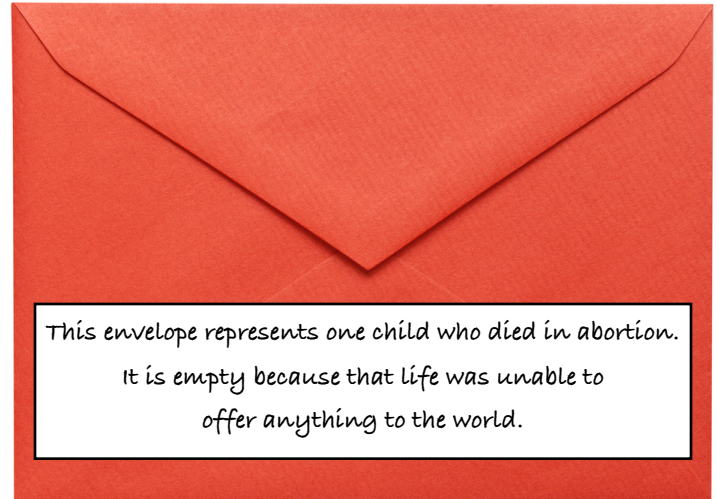 This envelope represents one child who died in abortion.
It is empty because that life was unable to
offer anything to the world.